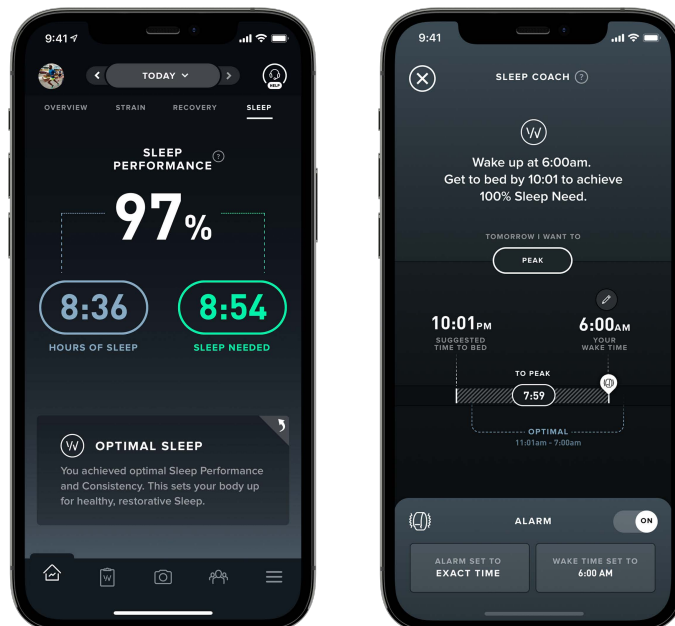 9:41
TODAY
HELP
OVERVIEW STRAIN RECOVERY SLEEP
SLEEP
PERFORMANCE ?
97%
8:36 8:54
HOURS OF SLEEP SLEEP NEEDED
W OPTIMAL SLEEP
You achieved optimal Sleep Performance
and Consistency. This sets your body up
for healthy, restorative Sleep.
W
9:41
SLEEP COACH ?
W
Wake up at 6:00am.
Get to bed by 10:01 to achieve
100% Sleep Need.
TOMORROW I WANT TO
PEAK
10:01PM 6:00AM
SUGGESTED YOUR
TIME TO BED WAKE TIME
TO PEAK
7:59
OPTIMAL
11:01am - 7:00am
ALARM ON
ALARM SET TO WAKE TIME SET TO
EXACT TIME 6:00 AM